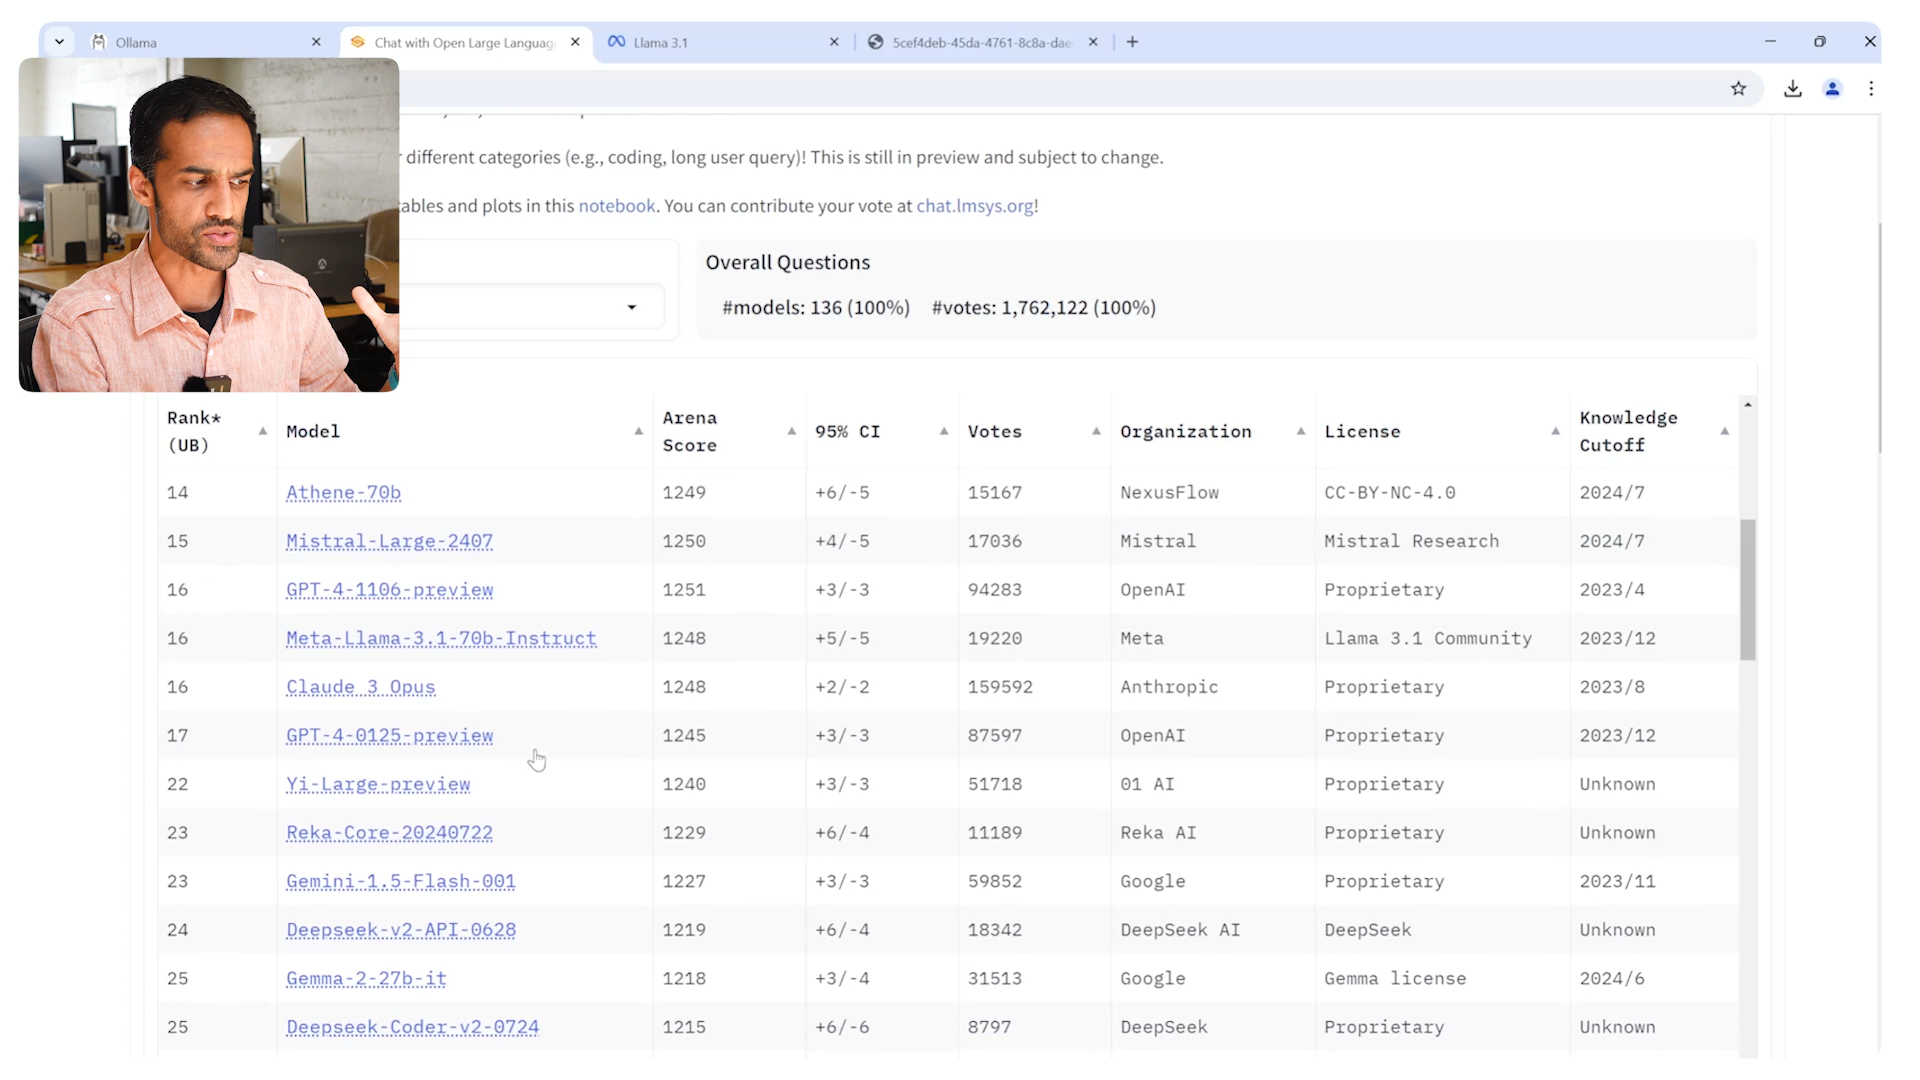 Ollama
Chat with Open Large Languag
Llama 3.1
5cef4deb-45da-4761-8c8a-dae
different categories (e.g., coding, long user query)! This is still in preview and subject to change.
tables and plots in this notebook. You can contribute your vote at chat.lmsys.org!
Overall Questions
#models: 136 (100%) #votes: 1,762,122 (100%)
Rank* (UB) Model Arena Score 95% CI Votes Organization License Knowledge Cutoff
14 Athene-70b 1249 +6/-5 15167 NexusFlow CC-BY-NC-4.0 2024/7
15 Mistral-Large-2407 1250 +4/-5 17036 Mistral Mistral Research 2024/7
16 GPT-4-1106-preview 1251 +3/-3 94283 OpenAI Proprietary 2023/4
16 Meta-Llama-3.1-70b-Instruct 1248 +5/-5 19220 Meta Llama 3.1 Community 2023/12
16 Claude 3 Opus 1248 +2/-2 159592 Anthropic Proprietary 2023/8
17 GPT-4-0125-preview 1245 +3/-3 87597 OpenAI Proprietary 2023/12
22 Yi-Large-preview 1240 +3/-3 51718 01 AI Proprietary Unknown
23 Reka-Core-20240722 1229 +6/-4 11189 Reka AI Proprietary Unknown
23 Gemini-1.5-Flash-001 1227 +3/-3 59852 Google Proprietary 2023/11
24 Deepseek-v2-API-0628 1219 +6/-4 18342 DeepSeek AI DeepSeek Unknown
25 Gemma-2-27b-it 1218 +3/-4 31513 Google Gemma license 2024/6
25 Deepseek-Coder-v2-0724 1215 +6/-6 8797 DeepSeek Proprietary Unknown